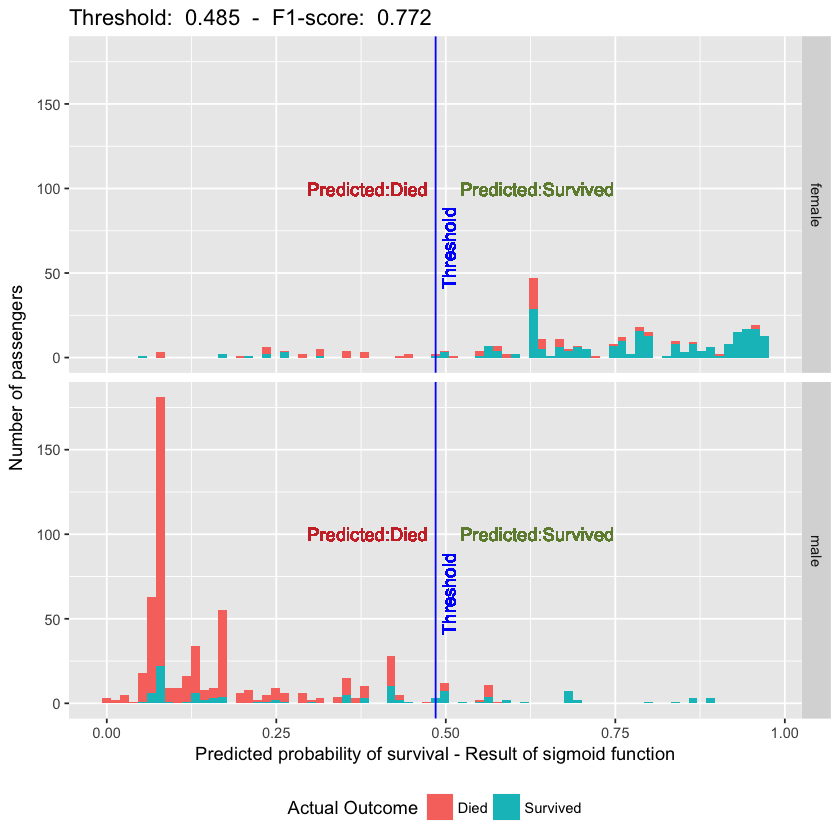 Threshold:  0.485  -  F1-score:  0.772
150
100
50
0
Predicted:Died
Predicted:Survived
Threshold
female
Number of passengers
150
100
50
0
Predicted:Died
Predicted:Survived
Threshold
male
0.00 0.25 0.50 0.75 1.00
Predicted probability of survival - Result of sigmoid function
Actual Outcome Died Survived